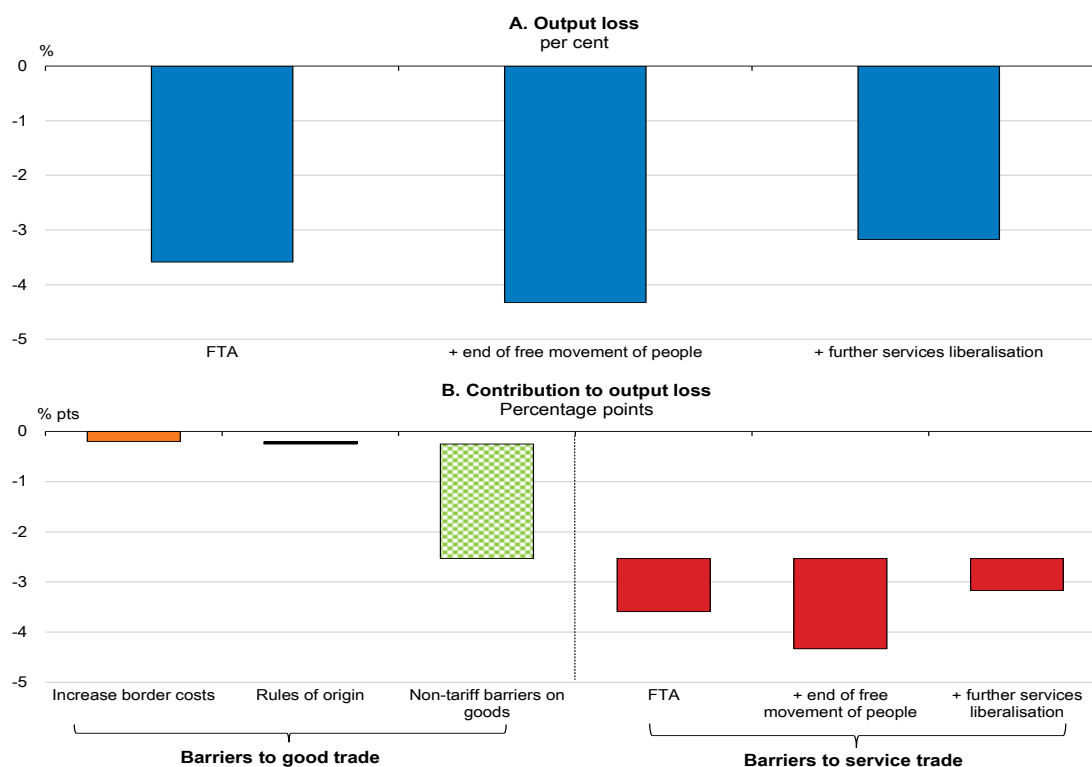 A. Output loss
per cent
%
0
-1
-2
-3
-4
-5
FTA
+ end of free movement of people
+ further services liberalisation
B. Contribution to output loss
Percentage points
% pts
0
-1
-2
-3
-4
-5
Increase border costs
Rules of origin
Non-tariff barriers on
goods
FTA
+ end of free
movement of people
+ further services
liberalisation
Barriers to good trade
Barriers to service trade